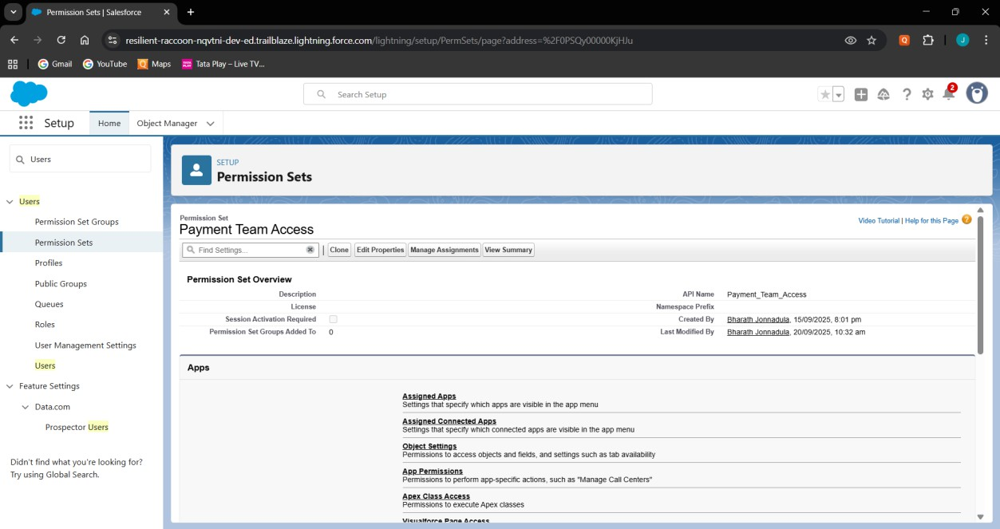 Permission Sets | Salesforce
resilient-raccoon-nqvtni-dev-ed.trailblaze.lightning.force.com/lightning/setup/PermSets/page?address=%2F0PSQy00000KjHJu
Q
J
Gmail
YouTube
Maps
Tata Play – Live TV...
Search Setup
2
Setup
Home
Object Manager
Users
SETUP
Permission Sets
Users
Permission Set Groups
Permission Sets
Profiles
Public Groups
Queues
Roles
User Management Settings
Users
Feature Settings
Data.com
Prospector Users
Didn't find what you're looking for?
Try using Global Search.
Permission Set
Payment Team Access
Video Tutorial | Help for this Page
Find Settings...
Clone
Edit Properties
Manage Assignments
View Summary
Permission Set Overview
Description
API Name Payment_Team_Access
License
Namespace Prefix
Session Activation Required
Created By Bharath Jonnadula, 15/09/2025, 8:01 pm
Permission Set Groups Added To 0
Last Modified By Bharath Jonnadula, 20/09/2025, 10:32 am
Apps
Assigned Apps
Settings that specify which apps are visible in the app menu
Assigned Connected Apps
Settings that specify which connected apps are visible in the app menu
Object Settings
Permissions to access objects and fields, and settings such as tab availability
App Permissions
Permissions to perform app-specific actions, such as "Manage Call Centers"
Apex Class Access
Permissions to execute Apex classes
Visualforce Page Access